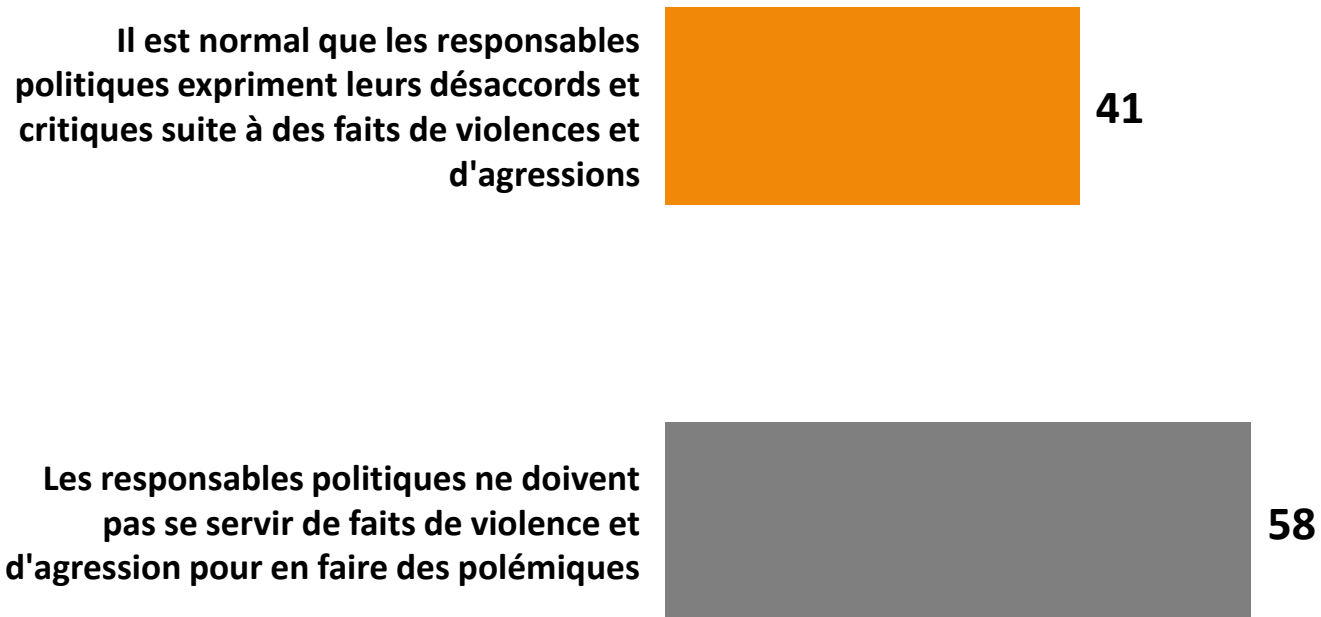 Il est normal que les responsables
politiques expriment leurs désaccords et
critiques suite à des faits de violences et
d'agressions
41
Les responsables politiques ne doivent
pas se servir de faits de violence et
d'agression pour en faire des polémiques
58